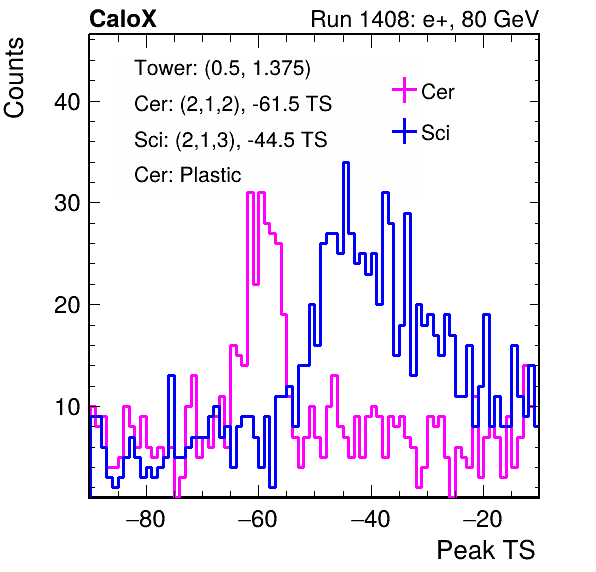 CaloX Run 1408: e+, 80 GeV
Counts
Tower: (0.5, 1.375)
Cer: (2,1,2), -61.5 TS
Sci: (2,1,3), -44.5 TS
Cer: Plastic
Cer
Sci
40
30
20
10
−80 −60 −40 −20
Peak TS